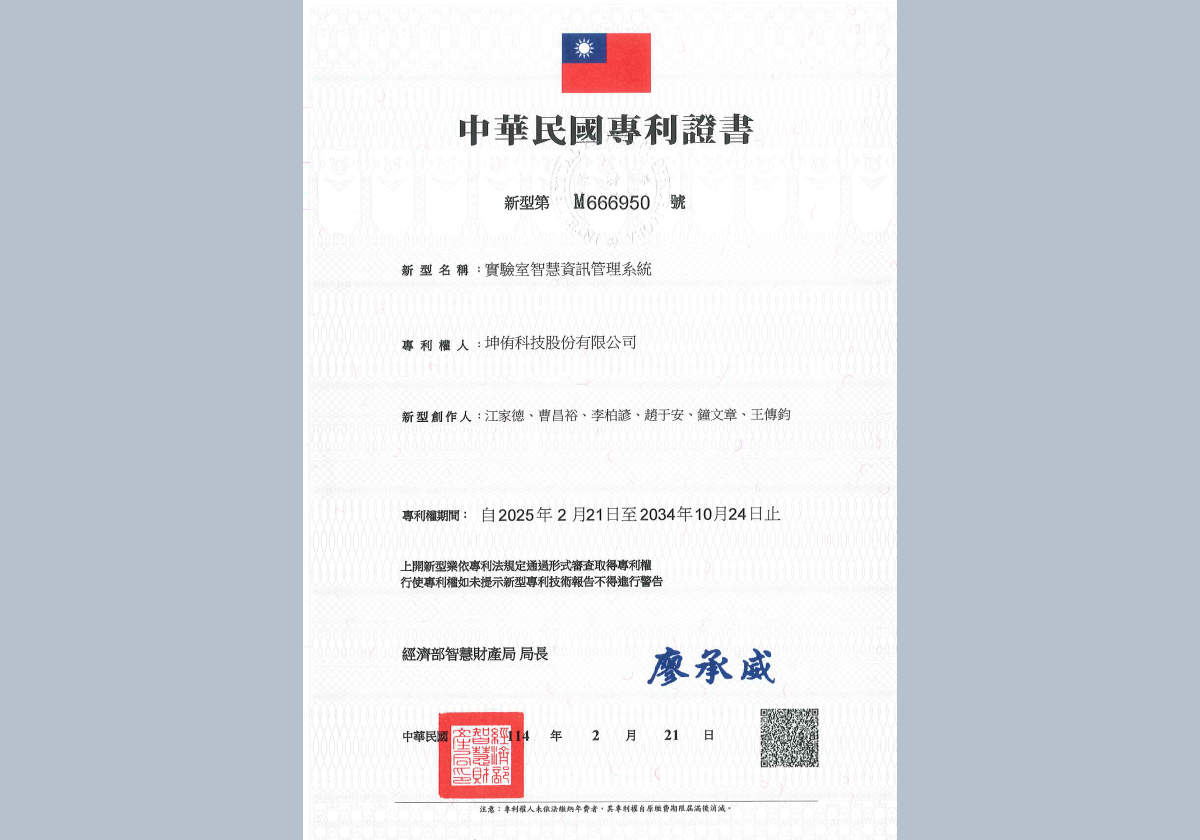 中華民國專利證書
新型第 M666950 號
新型名稱：實驗室智慧資訊管理系統
專利權人：坤侑科技股份有限公司
新型創作人：江家德、曹昌裕、李柏諺、趙于安、鐘文章、王傳鈞
專利權期間： 自2025年 2 月21日至2034年10月24日止
上開新型業依專利法規定通過形式審查取得專利權
行使專利權如未提示新型專利技術報告不得進行警告
經濟部智慧財產局 局長
廖承威
中華民國 114 年 2 月 21 日
經濟部智慧財產局印
注意：專利權人未依法繳納年費者，其專利權自原繳費期限屆滿後消滅。